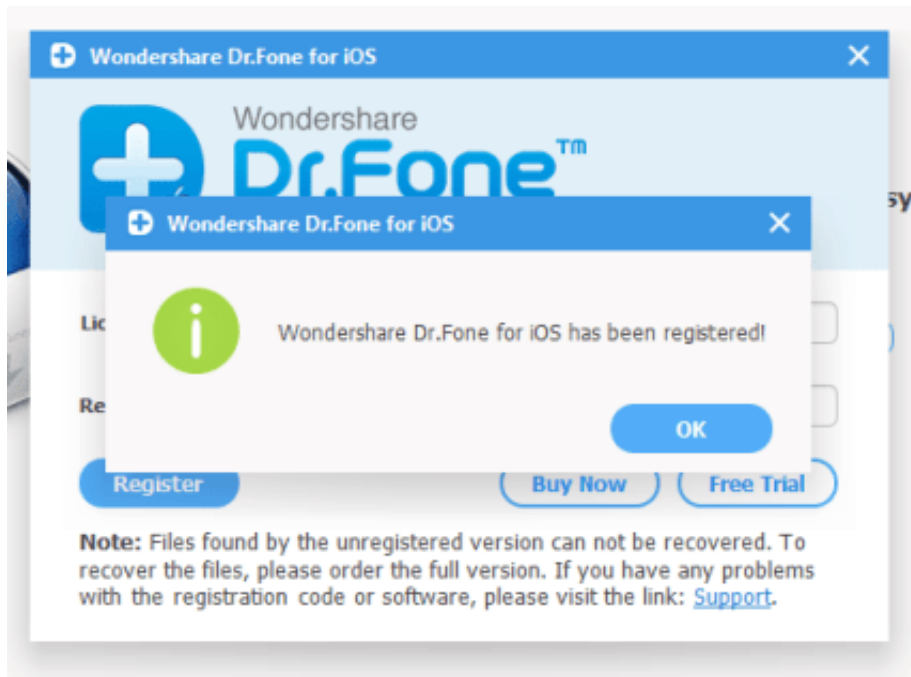 Wondershare Dr.Fone for iOS
Wondershare
Dr.Fone™
sy
Wondershare Dr.Fone for iOS
Lic
Wondershare Dr.Fone for iOS has been registered!
Re
OK
Register
Buy Now
Free Trial
Note: Files found by the unregistered version can not be recovered. To
recover the files, please order the full version. If you have any problems
with the registration code or software, please visit the link: Support.